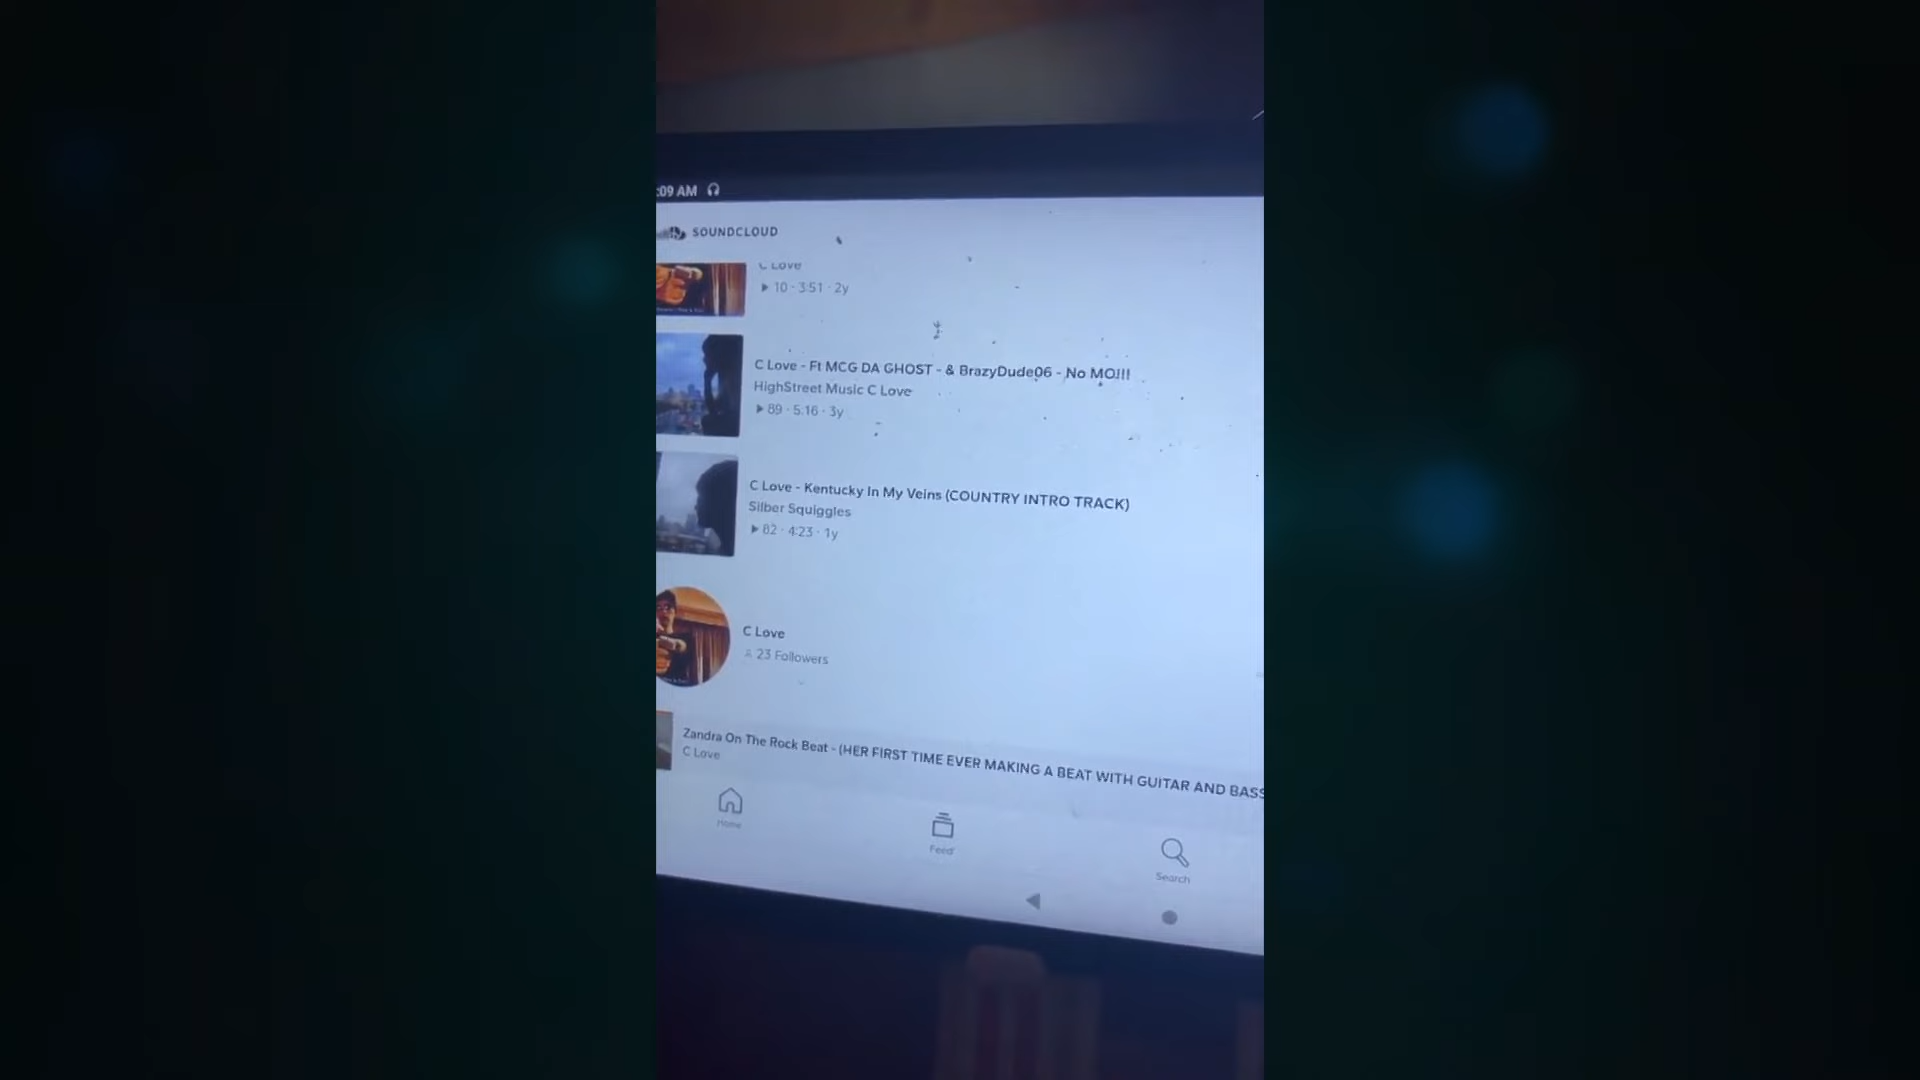 :09 AM
SOUNDCLOUD
C Love
10 · 3:51 · 2y
C Love - Ft MCG DA GHOST - & BrazyDude06 - No MO!!!
HighStreet Music C Love
89 · 5:16 · 3y
C Love - Kentucky In My Veins (COUNTRY INTRO TRACK)
Silber Squiggles
82 · 4:23 · 1y
C Love
23 Followers
Zandra On The Rock Beat - (HER FIRST TIME EVER MAKING A BEAT WITH GUITAR AND BASS
C Love
Home
Feed
Search